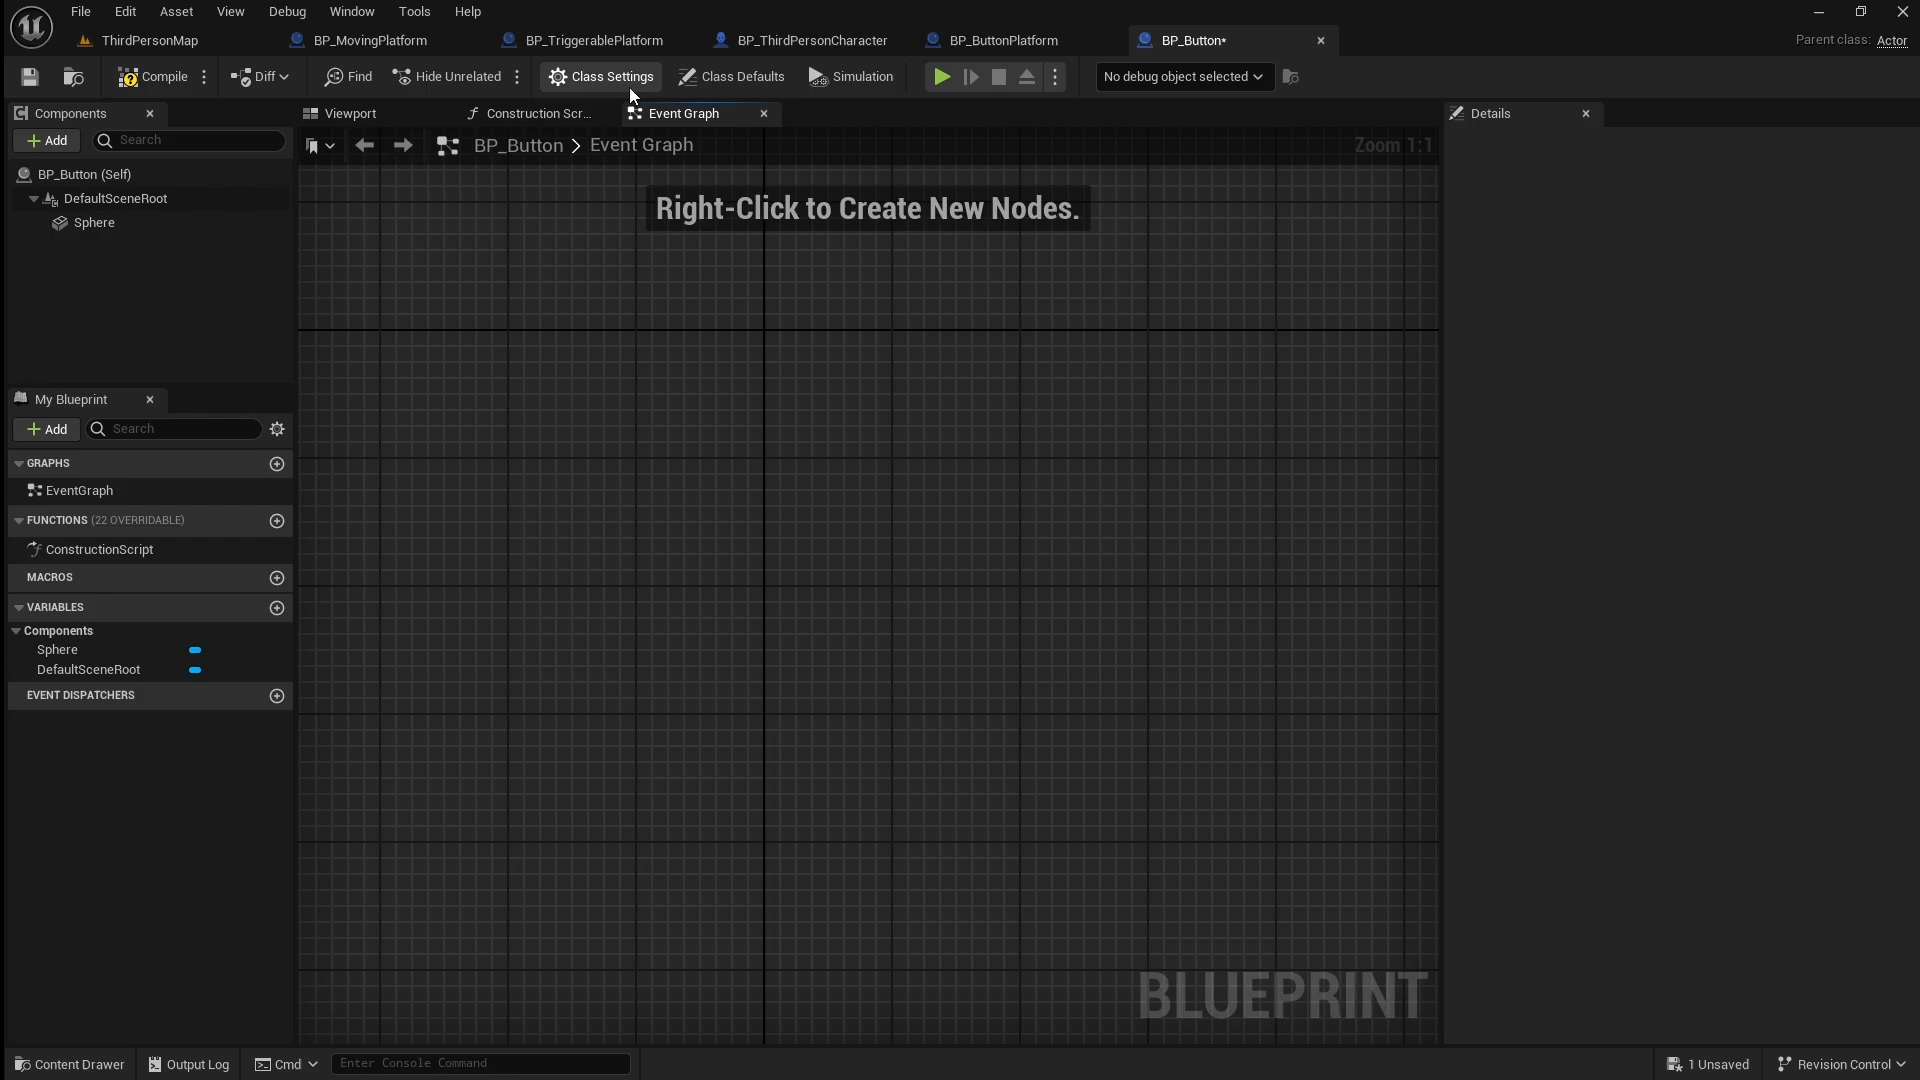 File Edit Asset View Debug Window Tools Help
ThirdPersonMap BP_MovingPlatform BP_TriggerablePlatform BP_ThirdPersonCharacter BP_ButtonPlatform BP_Button* Parent class: Actor
Compile Diff Find Hide Unrelated Class Settings Class Defaults Simulation No debug object selected
Components Viewport Construction Scr... Event Graph Details
Add Search
BP_Button > Event Graph Zoom 1:1
BP_Button (Self)
DefaultSceneRoot
Sphere
Right-Click to Create New Nodes.
My Blueprint
Add Search
GRAPHS
EventGraph
FUNCTIONS (22 OVERRIDABLE)
ConstructionScript
MACROS
VARIABLES
Components
Sphere
DefaultSceneRoot
EVENT DISPATCHERS
BLUEPRINT
Content Drawer Output Log Cmd Enter Console Command 1 Unsaved Revision Control